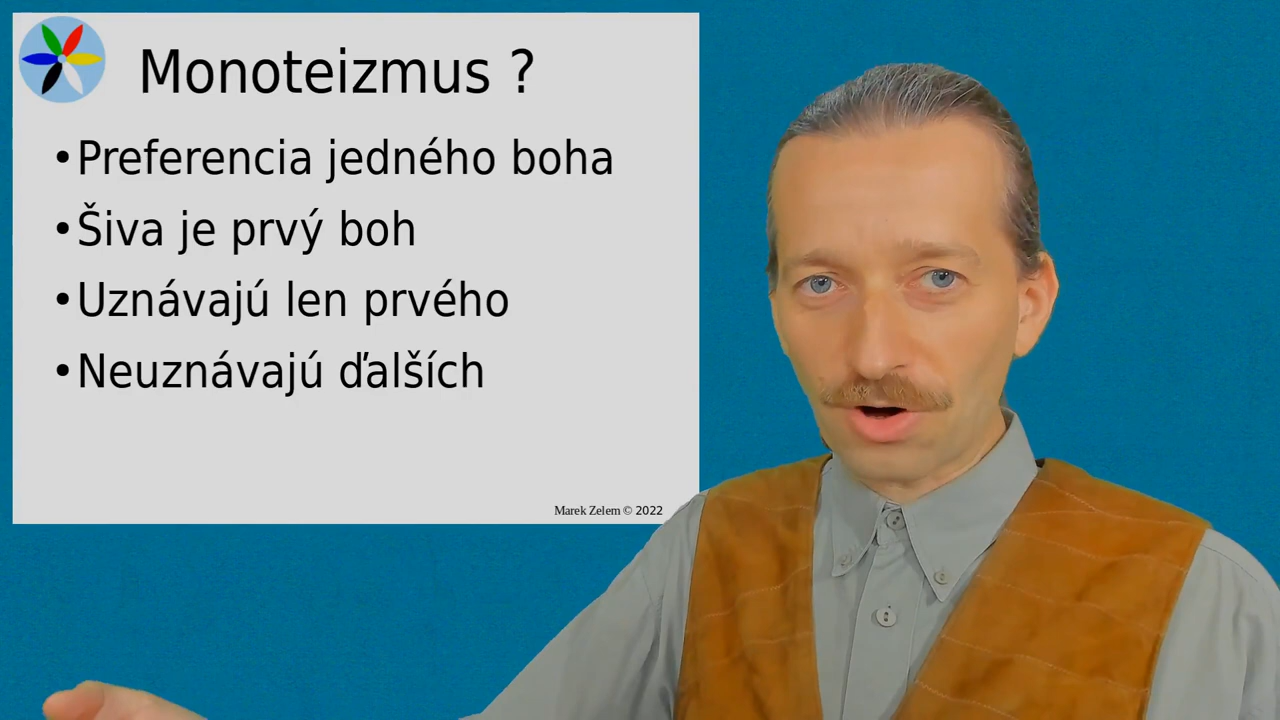 Monoteizmus ?
•Preferencia jedného boha
•Šiva je prvý boh
•Uznávajú len prvého
•Neuznávajú ďalších
Marek Zelem © 2022